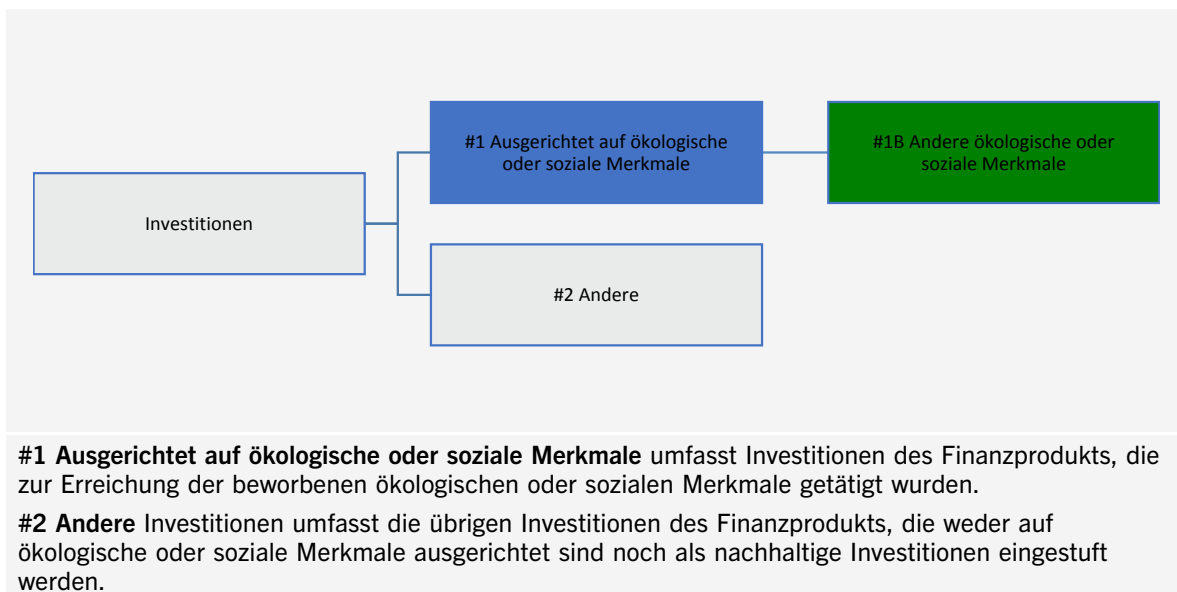 #1 Ausgerichtet auf ökologische
oder soziale Merkmale
#1B Andere ökologische oder
soziale Merkmale
Investitionen
#2 Andere
#1 Ausgerichtet auf ökologische oder soziale Merkmale umfasst Investitionen des Finanzprodukts, die
zur Erreichung der beworbenen ökologischen oder sozialen Merkmale getätigt wurden.
#2 Andere Investitionen umfasst die übrigen Investitionen des Finanzprodukts, die weder auf
ökologische oder soziale Merkmale ausgerichtet sind noch als nachhaltige Investitionen eingestuft
werden.